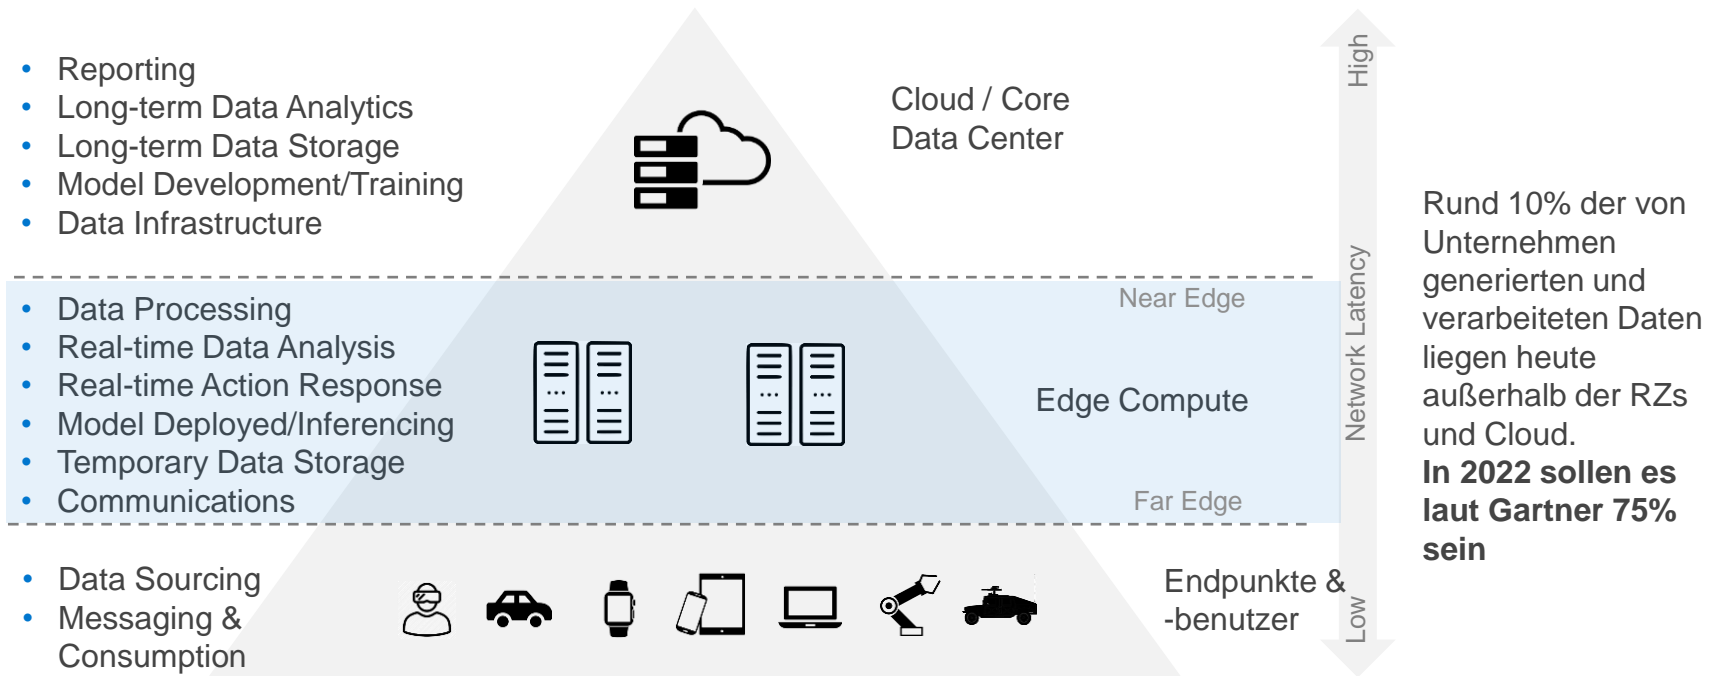 • Reporting
• Long-term Data Analytics
• Long-term Data Storage
• Model Development/Training
• Data Infrastructure
Cloud / Core
Data Center
• Data Processing
• Real-time Data Analysis
• Real-time Action Response
• Model Deployed/Inferencing
• Temporary Data Storage
• Communications
Near Edge
Edge Compute
Far Edge
• Data Sourcing
• Messaging &
Consumption
Endpunkte &
-benutzer
High
Network Latency
Low
Rund 10% der von
Unternehmen
generierten und
verarbeiteten Daten
liegen heute
außerhalb der RZs
und Cloud.
In 2022 sollen es
laut Gartner 75%
sein